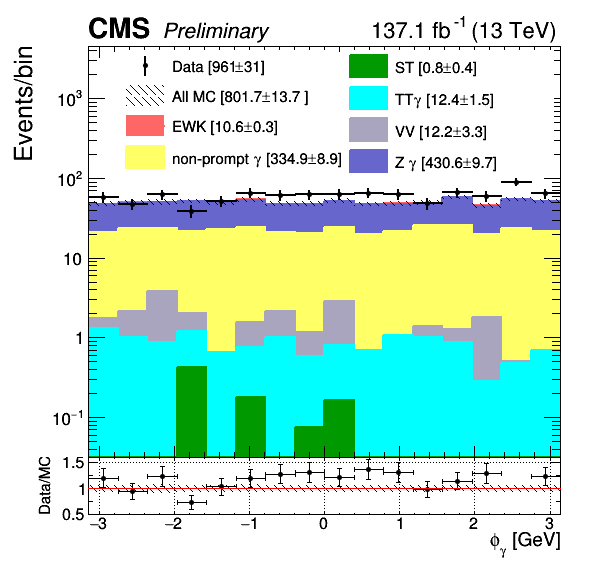 CMS Preliminary 137.1 fb⁻¹ (13 TeV)
Events/bin
Data [961±31]
All MC [801.7±13.7 ]
EWK [10.6±0.3]
non-prompt γ [334.9±8.9]
ST [0.8±0.4]
TTγ [12.4±1.5]
VV [12.2±3.3]
Z γ [430.6±9.7]
10³
10²
10
1
10⁻¹
Data/MC
1.5
1
0.5
−3 −2 −1 0 1 2 3
ϕ_γ [GeV]